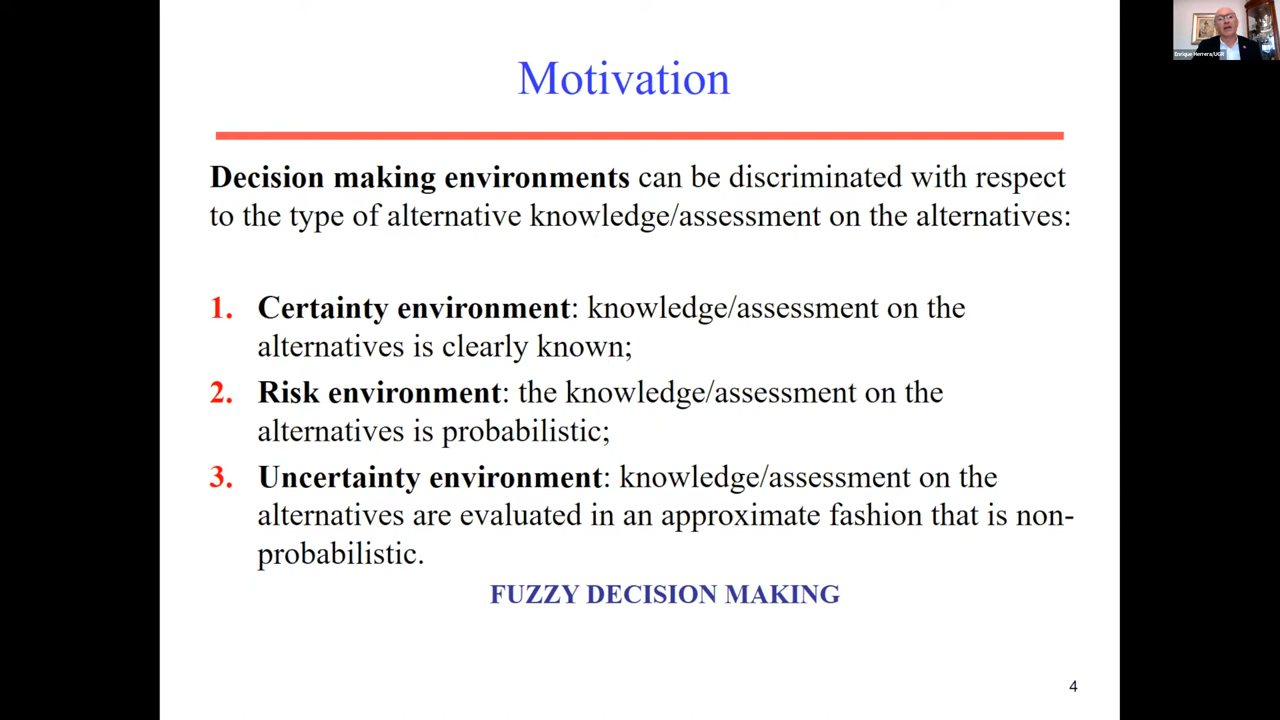 Motivation
Enrique Herrera/UGR
Decision making environments can be discriminated with respect
to the type of alternative knowledge/assessment on the alternatives:
1. Certainty environment: knowledge/assessment on the
alternatives is clearly known;
2. Risk environment: the knowledge/assessment on the
alternatives is probabilistic;
3. Uncertainty environment: knowledge/assessment on the
alternatives are evaluated in an approximate fashion that is non-
probabilistic.
FUZZY DECISION MAKING
4